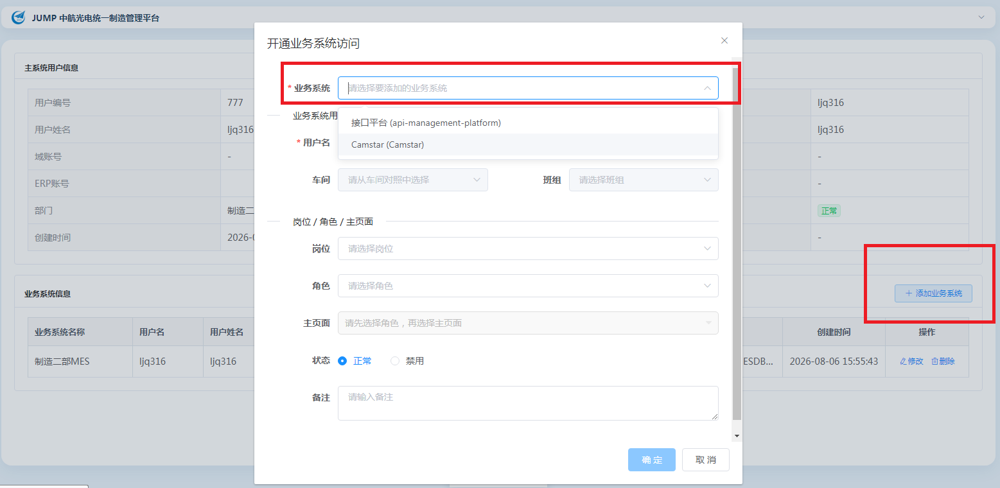 JUMP 中航光电统一制造管理平台
开通业务系统访问
主系统用户信息
* 业务系统 请选择要添加的业务系统
用户编号 777 ljq316
业务系统用
接口平台 (api-management-platform)
用户姓名 ljq316 ljq316
* 用户名
Camstar (Camstar)
域账号 - -
车间 请从车间对照中选择 班组 请选择班组
ERP账号 -
部门 制造二 正常
岗位 / 角色 / 主页面
创建时间 2026-0 -
岗位 请选择岗位
角色 请选择角色
业务系统信息 + 添加业务系统
主页面 请先选择角色，再选择主页面
业务系统名称 用户名 用户姓名 创建时间 操作
状态 正常 禁用
制造二部MES ljq316 ljq316 ESDB... 2026-08-06 15:55:43 修改 删除
备注 请输入备注
确 定 取 消